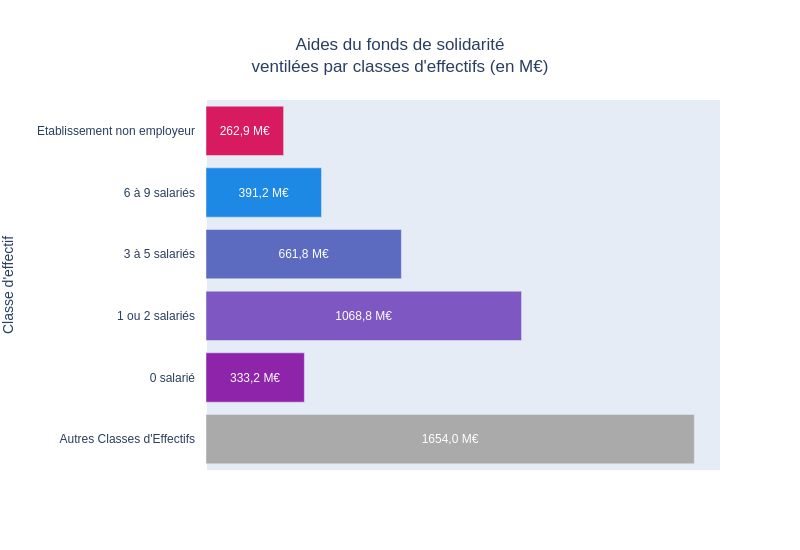 Aides du fonds de solidarité
ventilées par classes d'effectifs (en M€)
Classe d'effectif
Etablissement non employeur
262,9 M€
6 à 9 salariés
391,2 M€
3 à 5 salariés
661,8 M€
1 ou 2 salariés
1068,8 M€
0 salarié
333,2 M€
Autres Classes d'Effectifs
1654,0 M€